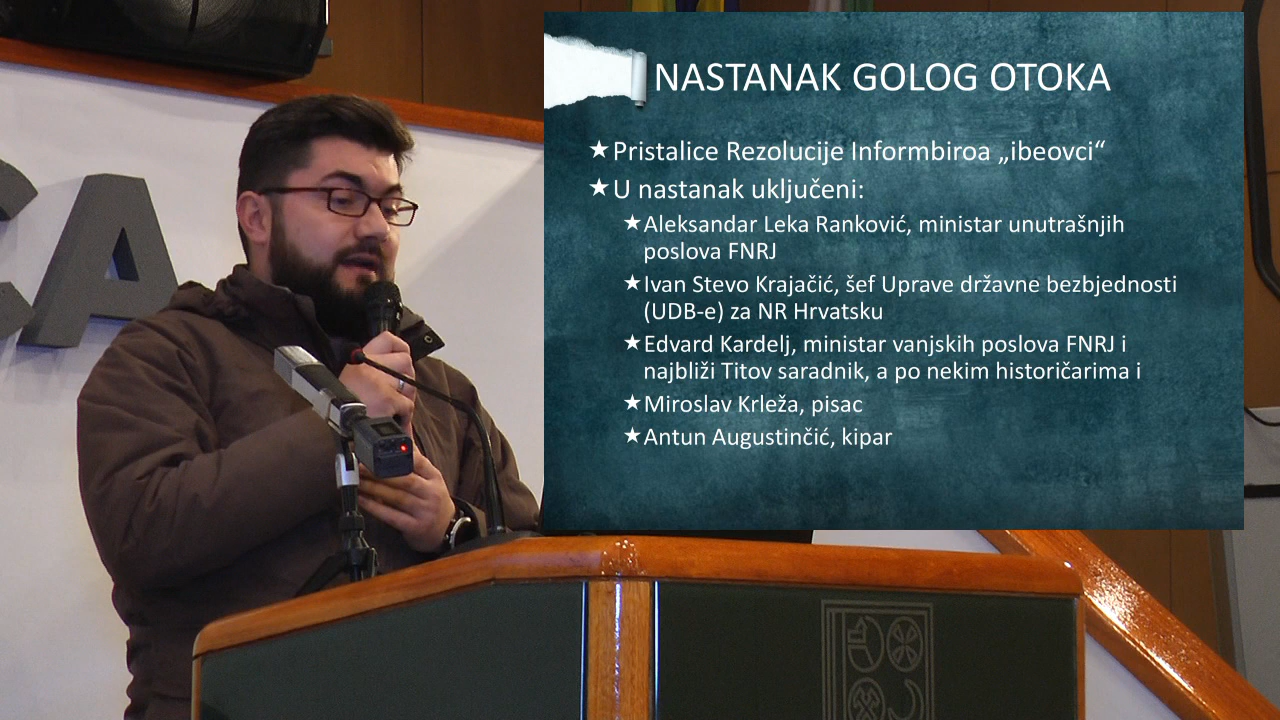 CA
NASTANAK GOLOG OTOKA
Pristalice Rezolucije Informbiroa „ibeovci“
U nastanak uključeni:
Aleksandar Leka Ranković, ministar unutrašnjih
poslova FNRJ
Ivan Stevo Krajačić, šef Uprave državne bezbjednosti
(UDB-e) za NR Hrvatsku
Edvard Kardelj, ministar vanjskih poslova FNRJ i
najbliži Titov saradnik, a po nekim historičarima i
Miroslav Krleža, pisac
Antun Augustinčić, kipar